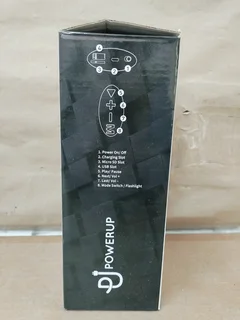 1. Power On/ Off
2. Charging Slot
3. Micro SD Slot
4. USB Slot
5. Play/ Pause
6. Next/ Vol +
7. Last/ Vol -
8. Mode Switch / Flashlight
POWERUP